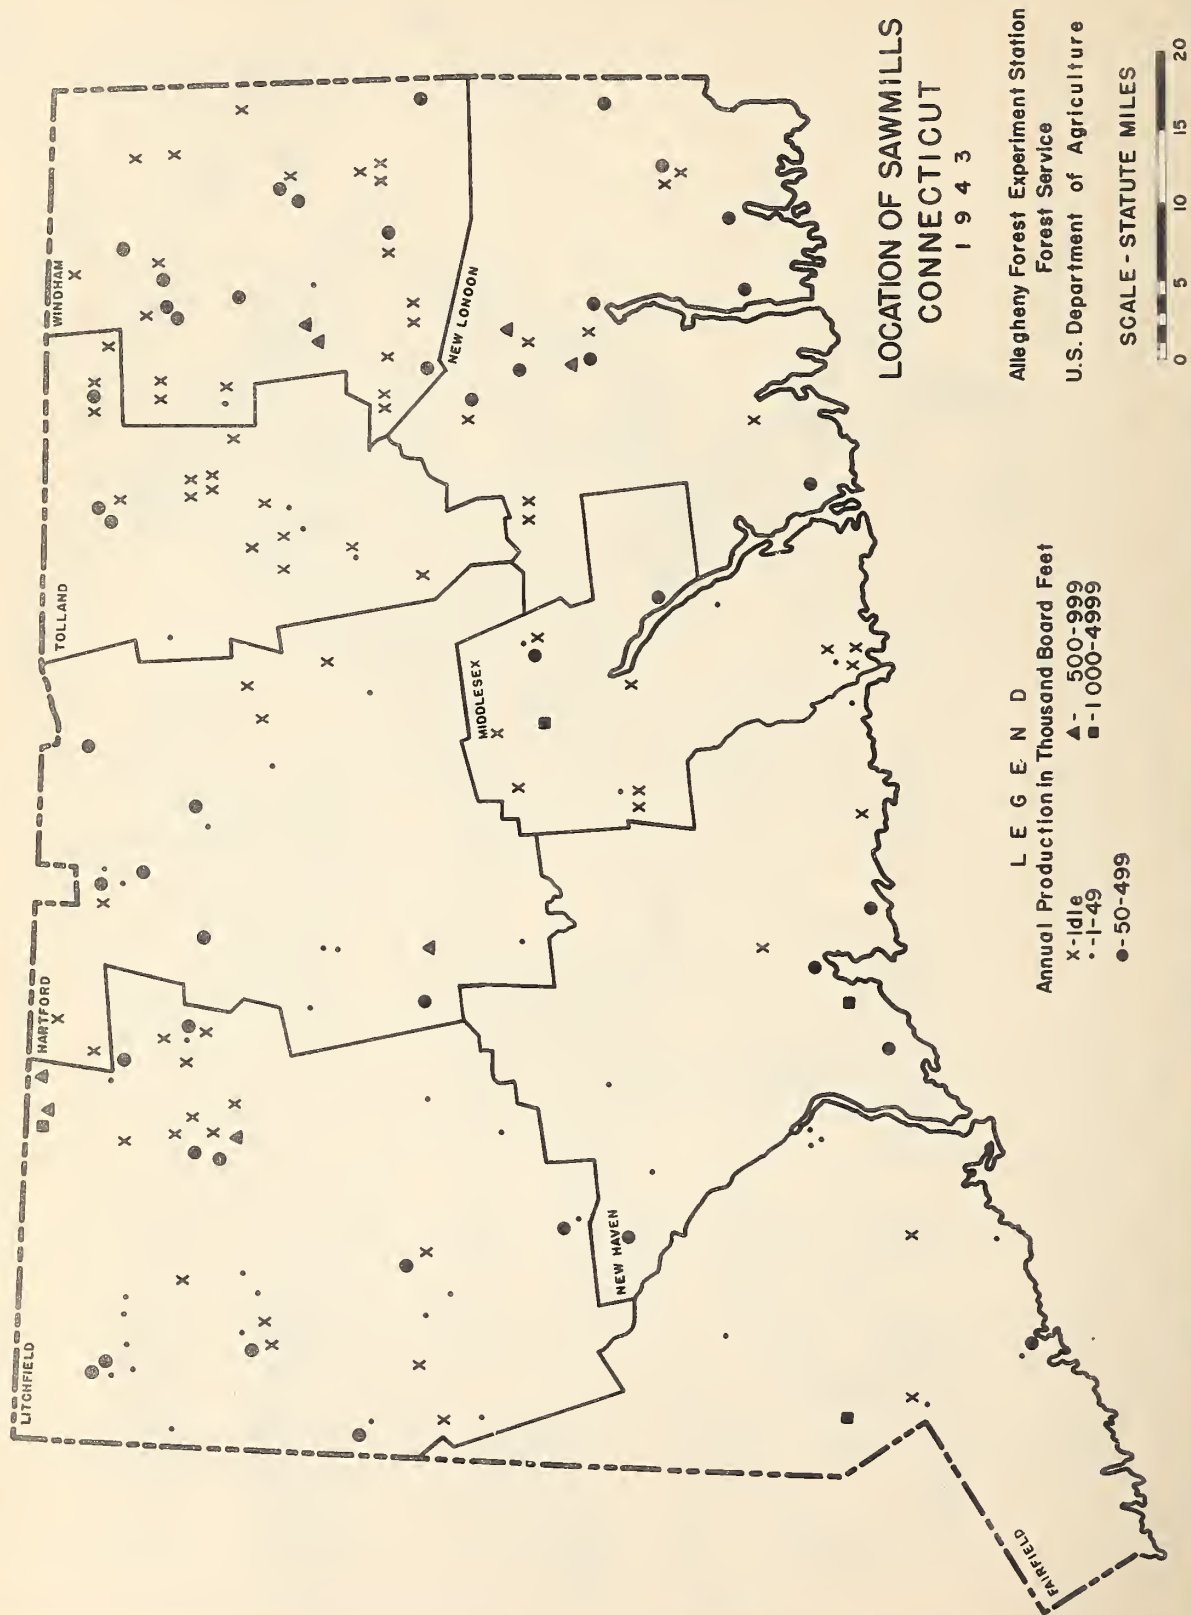 LITCHFIELD
HARTFORD
TOLLAND
WINDHAM
NEW LONDON
MIDDLESEX
NEW HAVEN
FAIRFIELD
LOCATION OF SAWMILLS
CONNECTICUT
1943
Allegheny Forest Experiment Station
Forest Service
U.S. Department of Agriculture
SCALE-STATUTE MILES
0 5 10 15 20
LEGEND
Annual Production in Thousand Board Feet
X-Idle
•-1-49
●-50-499
▲- 500-999
■-1000-4999